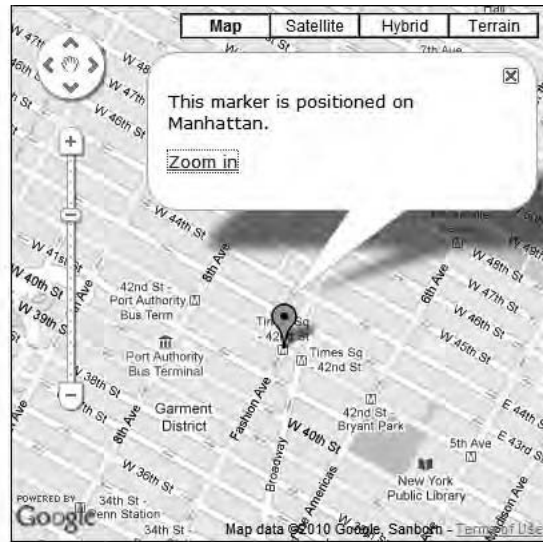 Map Satellite Hybrid Terrain
W 47th
W 48
7th Ave
W 47th
W 46th St
This marker is positioned on
Manhattan.
Zoom in
W 44th St
W 41st St
8th Ave
6th Ave
W 48th St
W 49th
W 40th St
W 47th St
W 39th St
42nd St -
Port Authority
Bus Term
W 46th St
W 45th St
Times Sq
- 42nd St
Port Authority
Bus Terminal
Times Sq
- 42nd St
W 38th St
Garment
District
8th Ave
Fashion Ave
Broadway
W 40th St
42nd St -
Bryant Park
E 44th St
E 43rd St
5th Ave
W 36th St
New York
Public Library
Madison Ave
POWERED BY
Google
34th St -
Penn Station
34th St -
Map data ©2010 Google, Sanborn - Terms of Use